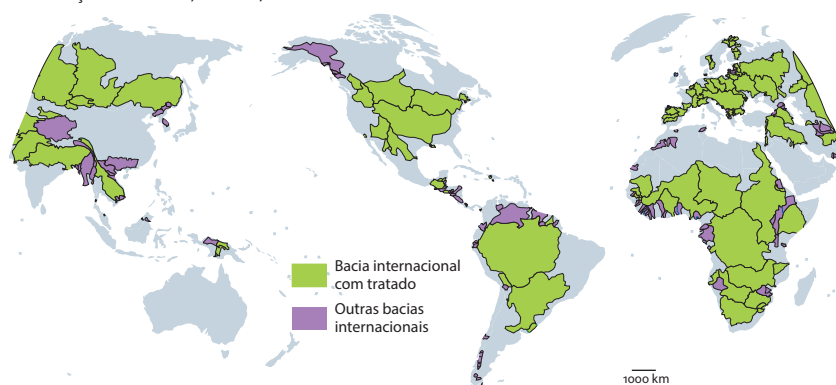 Bacia internacional
com tratado
Outras bacias
internacionais
1000 km